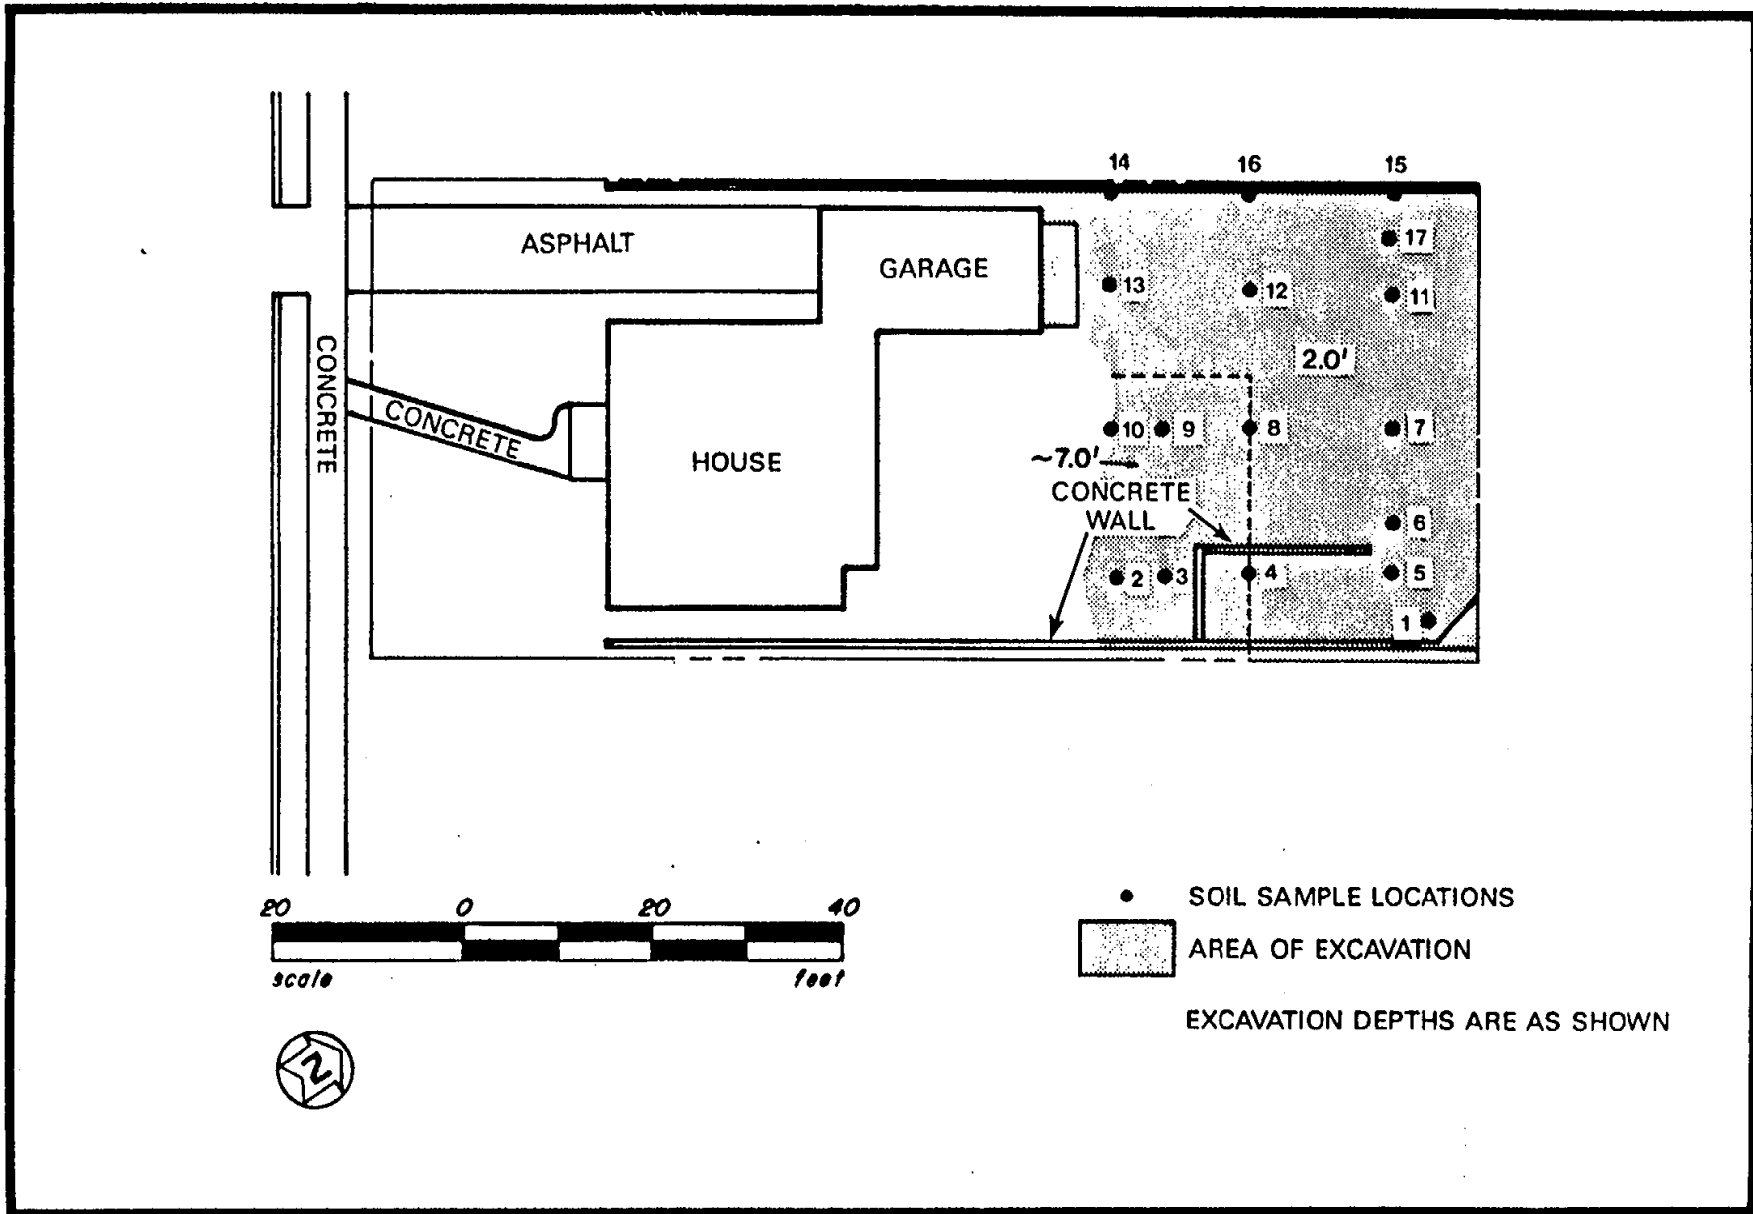 14 16 15
ASPHALT
GARAGE
17
13
12
11
2.0'
CONCRETE
CONCRETE
HOUSE
10 9 8 7
~7.0'
CONCRETE
WALL
6
2 3 4 5
1
20 0 20 40
scale feet
SOIL SAMPLE LOCATIONS
AREA OF EXCAVATION
EXCAVATION DEPTHS ARE AS SHOWN
N